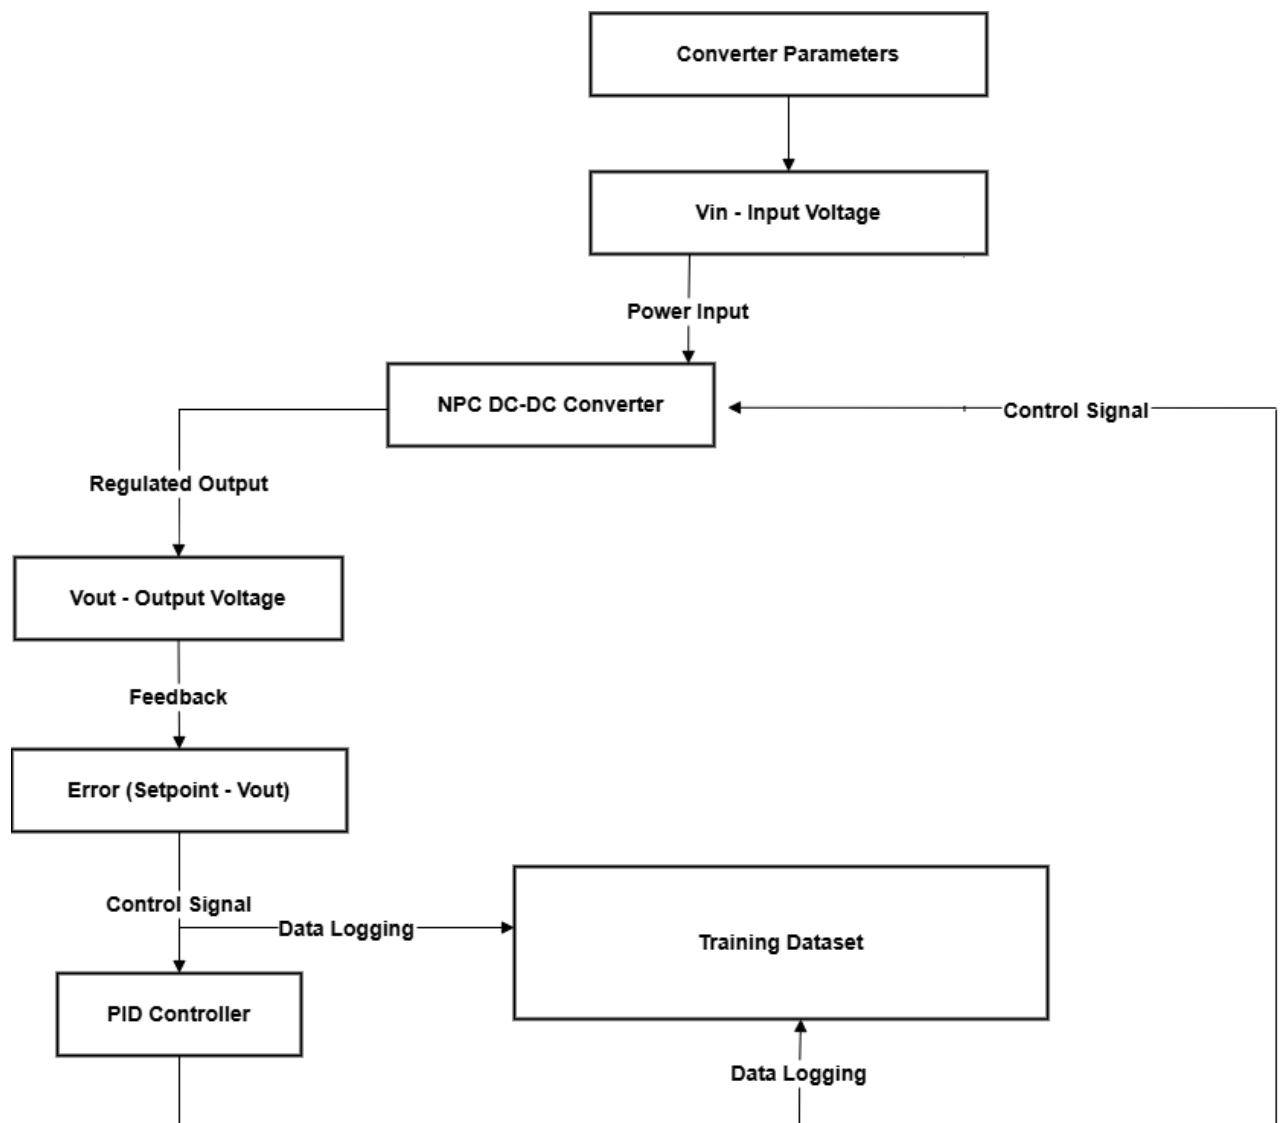 Converter Parameters
Vin - Input Voltage
Power Input
NPC DC-DC Converter
Control Signal
Regulated Output
Vout - Output Voltage
Feedback
Error (Setpoint - Vout)
Control Signal
Data Logging
Training Dataset
PID Controller
Data Logging